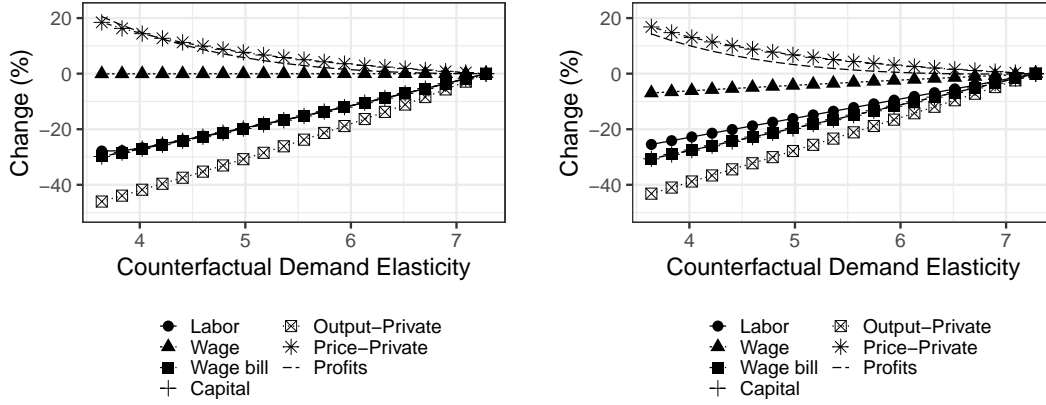 20
0
−20
−40
Change (%)
4 5 6 7
Counterfactual Demand Elasticity
Labor
Wage
Wage bill
Capital
Output−Private
Price−Private
Profits
20
0
−20
−40
Change (%)
4 5 6 7
Counterfactual Demand Elasticity
Labor
Wage
Wage bill
Capital
Output−Private
Price−Private
Profits